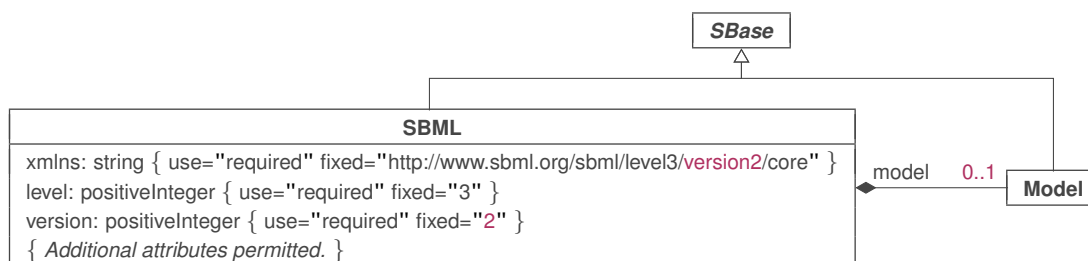 SBase
SBML
xmlns: string { use="required" fixed="http://www.sbml.org/sbml/level3/version2/core" }
level: positiveInteger { use="required" fixed="3" }
version: positiveInteger { use="required" fixed="2" }
{ Additional attributes permitted. }
model 0..1
Model